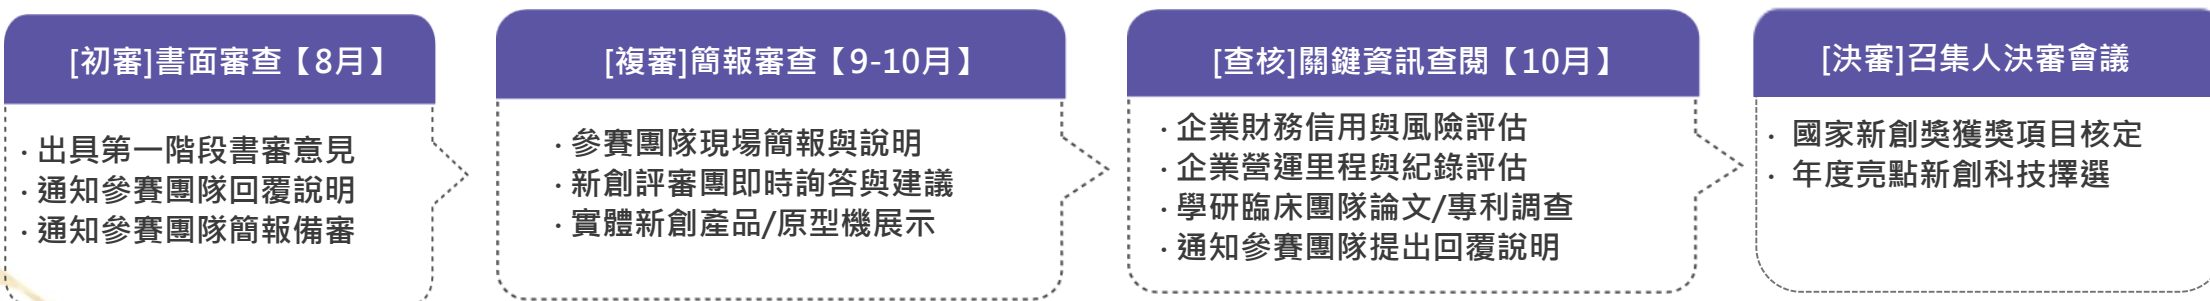 [初審]書面審查【8月】
· 出具第一階段書審意見
· 通知參賽團隊回覆說明
· 通知參賽團隊簡報備審
[複審]簡報審查【9-10月】
· 參賽團隊現場簡報與說明
· 新創評審團即時詢答與建議
· 實體新創產品/原型機展示
[查核]關鍵資訊查閱【10月】
· 企業財務信用與風險評估
· 企業營運里程與紀錄評估
· 學研臨床團隊論文/專利調查
· 通知參賽團隊提出回覆說明
[決審]召集人決審會議
· 國家新創獎獲獎項目核定
· 年度亮點新創科技擇選